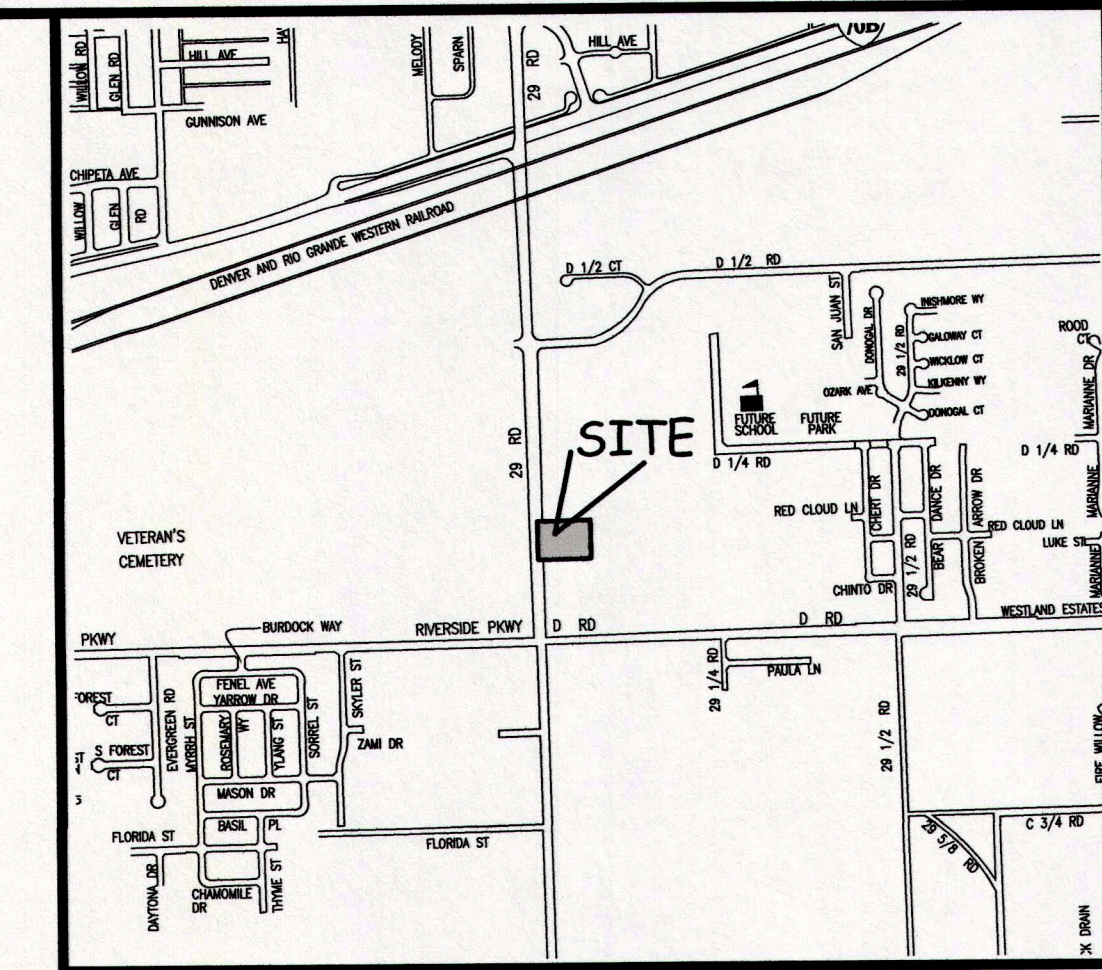 WILLOW RD
GLEN RD
HILL AVE
GUNNISON AVE
CHIPETA AVE
WILLOW
GLEN
RD
MELODY
SPARN
29 RD
HILL AVE
70B
DENVER AND RIO GRANDE WESTERN RAILROAD
D 1/2 CT
D 1/2 RD
SAN JUAN ST
DONOGAL DR
29 1/2 RD
INISHMORE WY
GALOWAY CT
WICKLOW CT
KILKENNY WY
DONOGAL CT
OZARK AVE
ROOD
CT
MARIANNE DR
FUTURE
SCHOOL
FUTURE
PARK
SITE
29 RD
D 1/4 RD
D 1/4 RD
RED CLOUD LN
CHERT DR
DANCE DR
ARROW DR
RED CLOUD LN
LUKE ST
MARIANNE
MARIANNE
29 1/2 RD
BEAR
BROKEN
CHINTO DR
WESTLAND ESTATES
VETERAN'S
CEMETERY
PKWY
BURDOCK WAY
RIVERSIDE PKWY
D RD
D RD
29 1/4 RD
PAULA LN
29 1/2 RD
FOREST
CT
S FOREST
CT
EVERGREEN RD
MYRRH ST
FENEL AVE
YARROW DR
ROSEMARY
WY
YLANG ST
SORREL ST
SKYLER ST
ZAMI DR
MASON DR
BASIL PL
FLORIDA ST
FLORIDA ST
DAYTONA DR
CHAMOMILE
DR
THYME ST
29 5/8 RD
C 3/4 RD
FIRE WILLOW
DRAIN